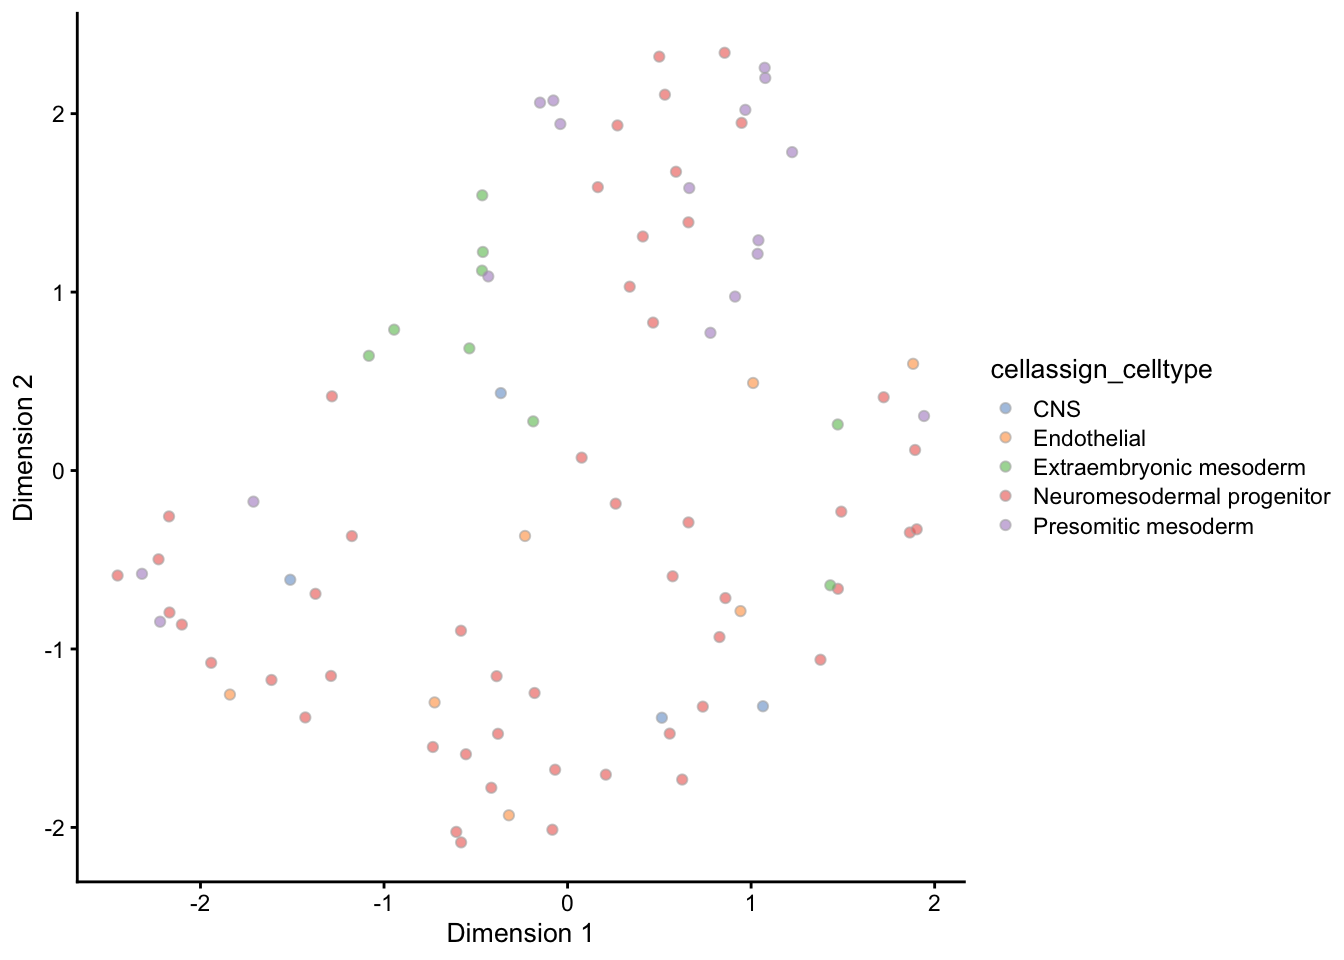 2
1
0
-1
-2
Dimension 2
-2
-1
0
1
2
Dimension 1
cellassign_celltype
CNS
Endothelial
Extraembryonic mesoderm
Neuromesodermal progenitor
Presomitic mesoderm